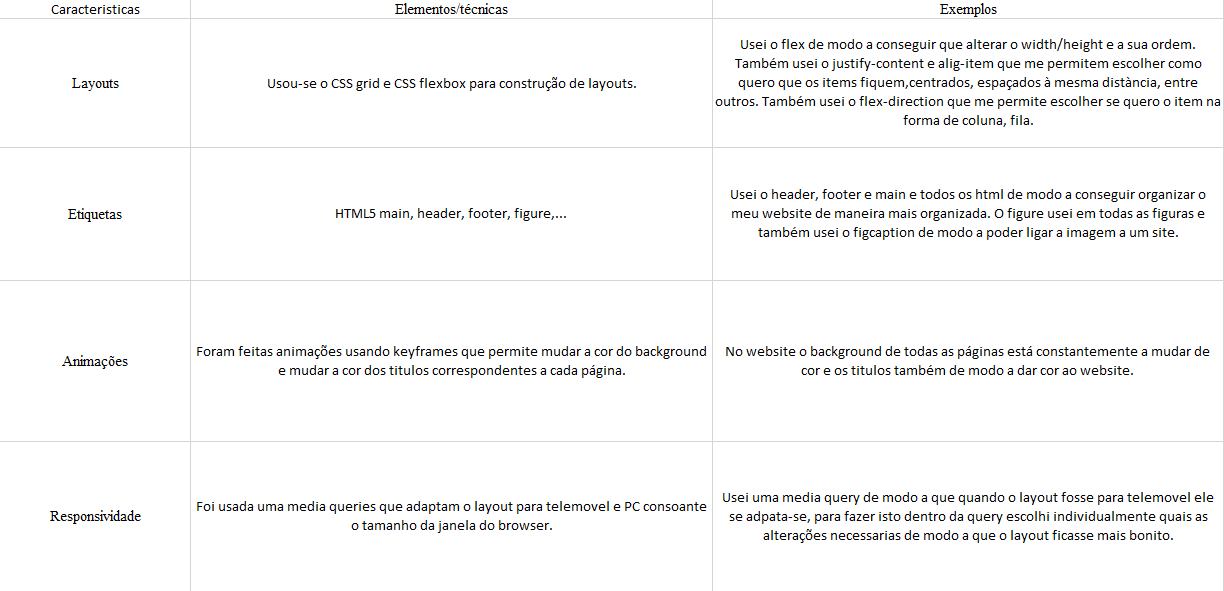 Caracteristicas
Elementos/técnicas
Exemplos
Layouts
Usou-se o CSS grid e CSS flexbox para construção de layouts.
Usei o flex de modo a conseguir que alterar o width/height e a sua ordem.
Também usei o justify-content e alig-item que me permitem escolher como
quero que os items fiquem,centrados, espaçados à mesma distància, entre
outros. Também usei o flex-direction que me permite escolher se quero o item na
forma de coluna, fila.
Etiquetas
HTML5 main, header, footer, figure,...
Usei o header, footer e main e todos os html de modo a conseguir organizar o
meu website de maneira mais organizada. O figure usei em todas as figuras e
também usei o figcaption de modo a poder ligar a imagem a um site.
Animações
Foram feitas animações usando keyframes que permite mudar a cor do background
e mudar a cor dos titulos correspondentes a cada página.
No website o background de todas as páginas está constantemente a mudar de
cor e os titulos também de modo a dar cor ao website.
Responsividade
Foi usada uma media queries que adaptam o layout para telemovel e PC consoante
o tamanho da janela do browser.
Usei uma media query de modo a que quando o layout fosse para telemovel ele
se adpata-se, para fazer isto dentro da query escolhi individualmente quais as
alterações necessarias de modo a que o layout ficasse mais bonito.